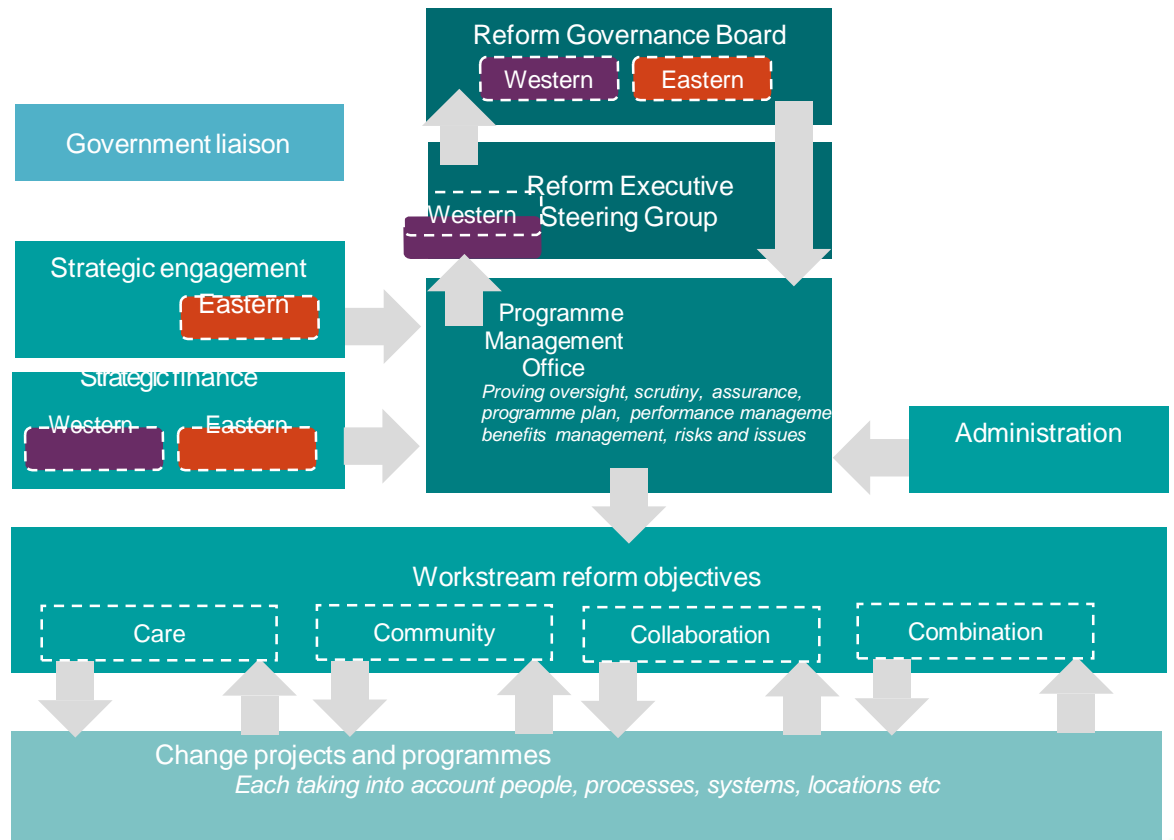 Reform Governance Board
Western
Eastern
Government liaison
Reform Executive
Steering Group
Western
Strategic engagement
Eastern
Programme
Management
Office
Proving oversight, scrutiny, assurance,
programme plan, performance manageme
benefits management, risks and issues
Strategic finance
Western
Eastern
Administration
Workstream reform objectives
Care
Community
Collaboration
Combination
Change projects and programmes
Each taking into account people, processes, systems, locations etc